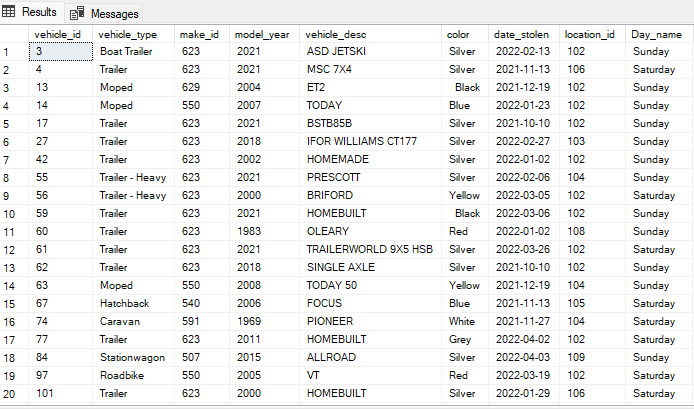 Results Messages
vehicle_id vehicle_type make_id model_year vehicle_desc color date_stolen location_id Day_name
1 3 Boat Trailer 623 2021 ASD JETSKI Silver 2022-02-13 102 Sunday
2 4 Trailer 623 2021 MSC 7X4 Silver 2021-11-13 106 Saturday
3 13 Moped 629 2004 ET2 Black 2021-12-19 102 Sunday
4 14 Moped 550 2007 TODAY Blue 2022-01-23 102 Sunday
5 17 Trailer 623 2021 BSTB85B Silver 2021-10-10 102 Sunday
6 27 Trailer 623 2018 IFOR WILLIAMS CT177 Silver 2022-02-27 103 Sunday
7 42 Trailer 623 2002 HOMEMADE Silver 2022-01-02 102 Sunday
8 55 Trailer - Heavy 623 2021 PRESCOTT Silver 2022-02-06 104 Sunday
9 56 Trailer - Heavy 623 2000 BRIFORD Yellow 2022-03-05 102 Saturday
10 59 Trailer 623 2021 HOMEBUILT Black 2022-03-06 102 Sunday
11 60 Trailer 623 1983 OLEARY Red 2022-01-02 108 Sunday
12 61 Trailer 623 2021 TRAILERWORLD 9X5 HSB Silver 2022-03-26 102 Saturday
13 62 Trailer 623 2018 SINGLE AXLE Silver 2021-10-10 102 Sunday
14 63 Moped 550 2008 TODAY 50 Yellow 2021-12-19 104 Sunday
15 67 Hatchback 540 2006 FOCUS Blue 2021-11-13 105 Saturday
16 74 Caravan 591 1969 PIONEER White 2021-11-27 104 Saturday
17 77 Trailer 623 2011 HOMEBUILT Grey 2022-04-02 102 Saturday
18 84 Stationwagon 507 2015 ALLROAD Silver 2022-04-03 109 Sunday
19 97 Roadbike 550 2005 VT Red 2022-03-19 102 Saturday
20 101 Trailer 623 2000 HOMEBUILT Silver 2022-01-29 106 Saturday